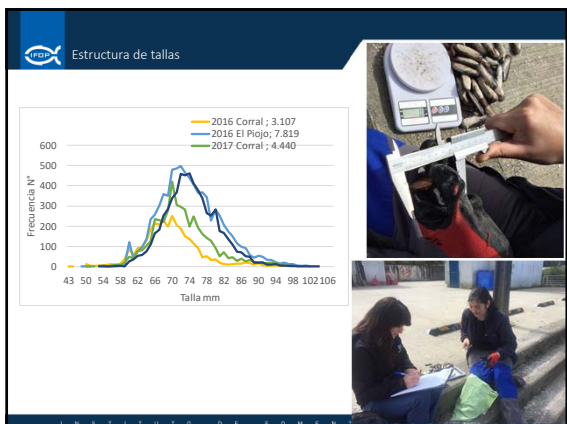 IFOP
Estructura de tallas
2016 Corral ; 3.107
2016 El Piojo; 7.819
2017 Corral ; 4.440
600
500
400
300
200
100
0
Frecuencia N°
43 50 54 58 62 66 70 74 78 82 86 90 94 98 102 106
Talla mm
I N S T I T U T O D E F O M E N T